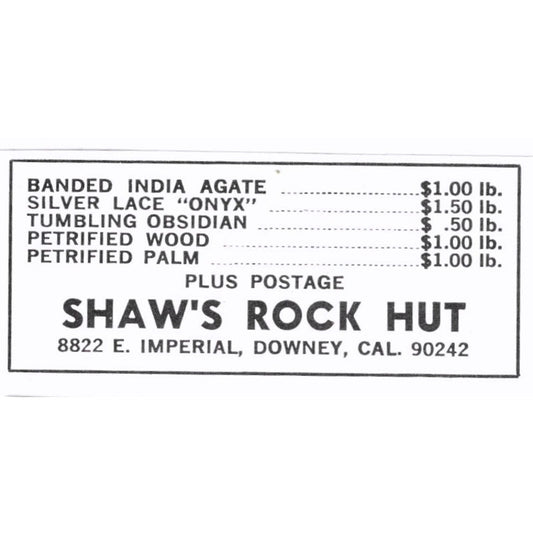 BANDED INDIA AGATE ........................ $1.00 lb.
SILVER LACE "ONYX" ........................ $1.50 lb.
TUMBLING OBSIDIAN ........................ $ .50 lb.
PETRIFIED WOOD ........................ $1.00 lb.
PETRIFIED PALM ........................ $1.00 lb.
PLUS POSTAGE
SHAW'S ROCK HUT
8822 E. IMPERIAL, DOWNEY, CAL. 90242